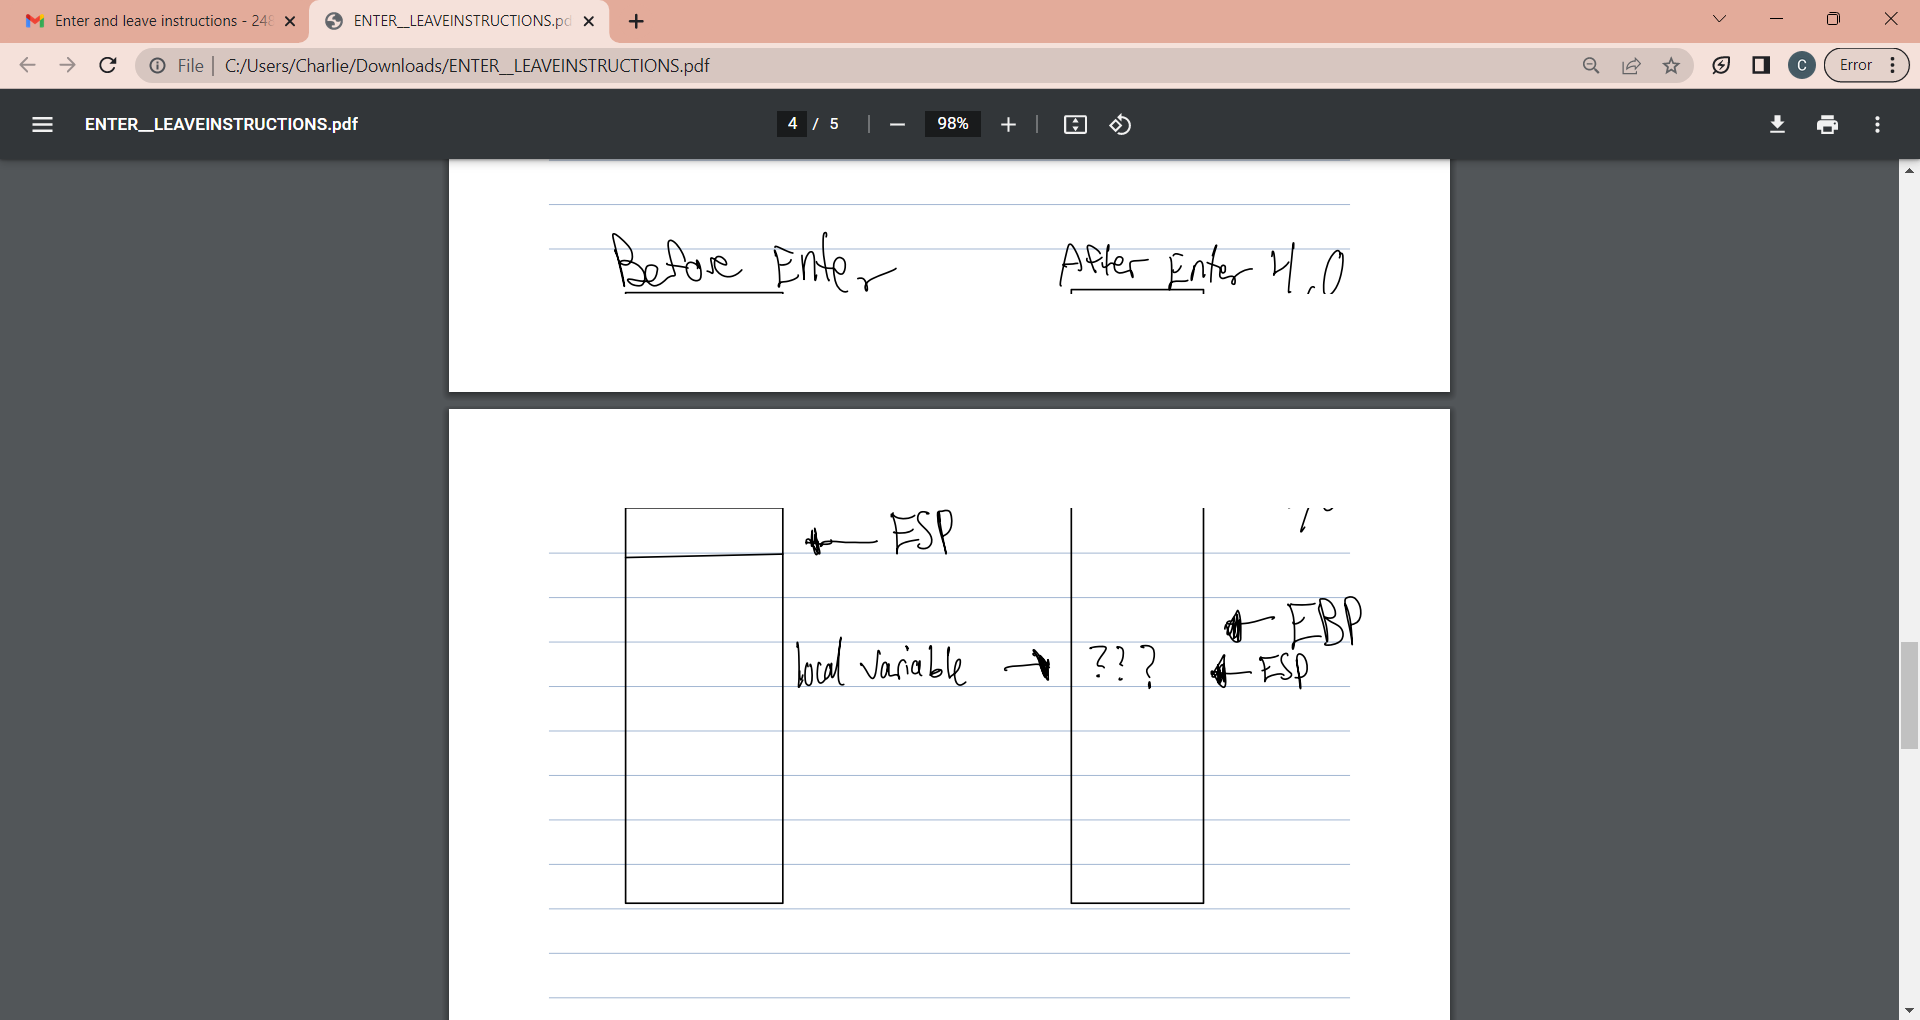 Enter and leave instructions - 248
ENTER__LEAVEINSTRUCTIONS.pd
File
C:/Users/Charlie/Downloads/ENTER__LEAVEINSTRUCTIONS.pdf
C
Error
ENTER__LEAVEINSTRUCTIONS.pdf
4 / 5
98%
Before Enter
After Enter 4,0
ESP
EBP
local variable
???
ESP